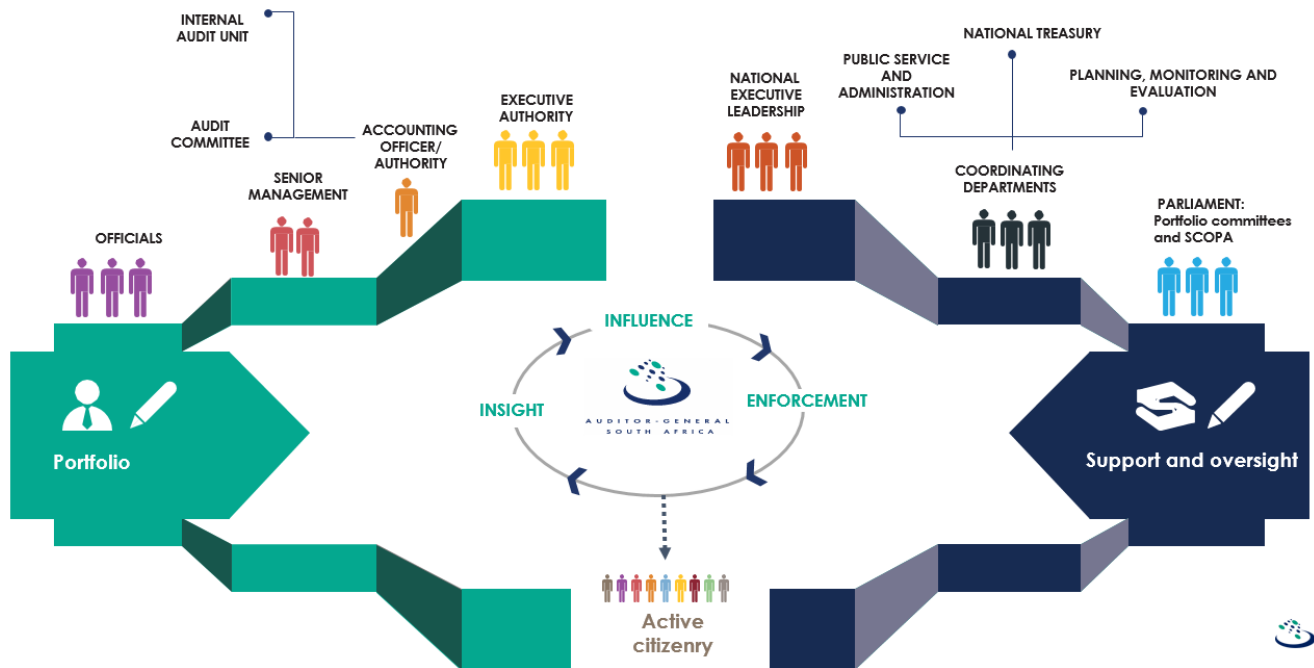 INTERNAL
AUDIT UNIT
AUDIT
COMMITTEE
ACCOUNTING
OFFICER/
AUTHORITY
EXECUTIVE
AUTHORITY
SENIOR
MANAGEMENT
OFFICIALS
NATIONAL
EXECUTIVE
LEADERSHIP
PUBLIC SERVICE
AND
ADMINISTRATION
NATIONAL TREASURY
PLANNING, MONITORING AND
EVALUATION
COORDINATING
DEPARTMENTS
PARLIAMENT:
Portfolio committees
and SCOPA
Portfolio
INFLUENCE
INSIGHT
ENFORCEMENT
AUDITOR-GENERAL
SOUTH AFRICA
Support and oversight
Active
citizenry